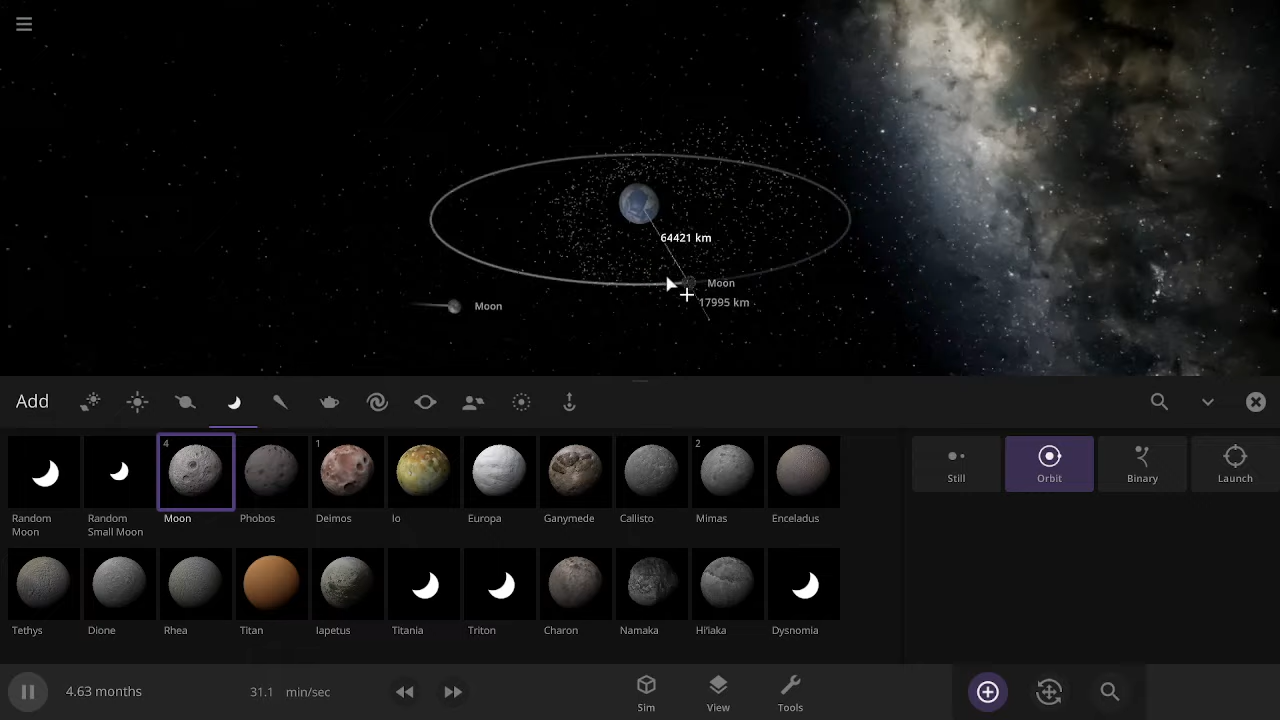 64421 km
Moon
17995 km
Moon
Add
4
1
2
Random
Moon
Random
Small Moon
Moon
Phobos
Deimos
Io
Europa
Ganymede
Callisto
Mimas
Enceladus
Still
Orbit
Binary
Launch
Tethys
Dione
Rhea
Titan
Iapetus
Titania
Triton
Charon
Namaka
Hi'iaka
Dysnomia
4.63 months
31.1 min/sec
Sim
View
Tools